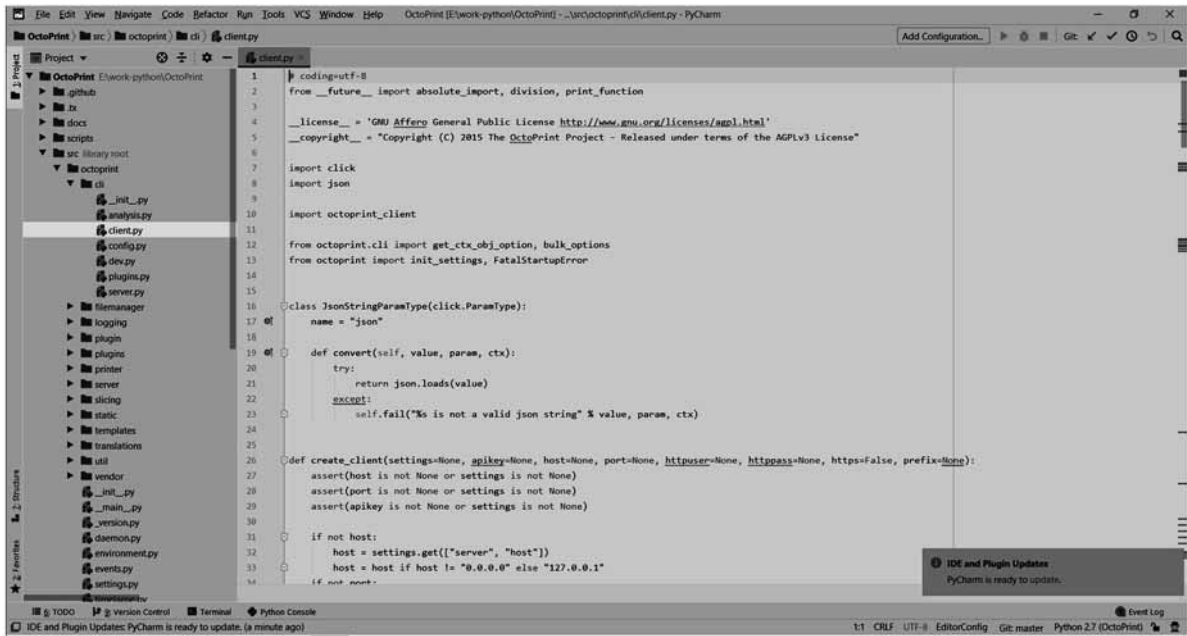 File Edit View Navigate Code Refactor Run Tools VCS Window Help OctoPrint [E:\work-python\OctoPrint] - ...\src\octoprint\cli\client.py - PyCharm
OctoPrint src octoprint cli client.py
Add Configuration... Git:
Project
1: Project
OctoPrint E:\work-python\OctoPrint
.github
.tx
docs
scripts
src library root
octoprint
cli
__init__.py
analysis.py
client.py
config.py
dev.py
plugins.py
server.py
filemanager
logging
plugin
plugins
printer
server
slicing
static
templates
translations
util
vendor
__init__.py
__main__.py
_version.py
daemon.py
environment.py
events.py
settings.py
timelapse.py
2: Structure
2: Favorites
client.py
1 # coding=utf-8
2 from __future__ import absolute_import, division, print_function
3
4 __license__ = 'GNU Affero General Public License http://www.gnu.org/licenses/agpl.html'
5 __copyright__ = "Copyright (C) 2015 The OctoPrint Project - Released under terms of the AGPLv3 License"
6
7 import click
8 import json
9
10 import octoprint_client
11
12 from octoprint.cli import get_ctx_obj_option, bulk_options
13 from octoprint import init_settings, FatalStartupError
14
15
16 class JsonStringParamType(click.ParamType):
17 name = "json"
18
19 def convert(self, value, param, ctx):
20 try:
21 return json.loads(value)
22 except:
23 self.fail("%s is not a valid json string" % value, param, ctx)
24
25
26 def create_client(settings=None, apikey=None, host=None, port=None, httpuser=None, httppass=None, https=False, prefix=None):
27 assert(host is not None or settings is not None)
28 assert(port is not None or settings is not None)
29 assert(apikey is not None or settings is not None)
30
31 if not host:
32 host = settings.get(["server", "host"])
33 host = host if host != "0.0.0.0" else "127.0.0.1"
34 if not port:
IDE and Plugin Updates
PyCharm is ready to update.
6: TODO 9: Version Control Terminal Python Console Event Log
IDE and Plugin Updates: PyCharm is ready to update. (a minute ago) 1:1 CRLF UTF-8 EditorConfig Git: master Python 2.7 (OctoPrint)